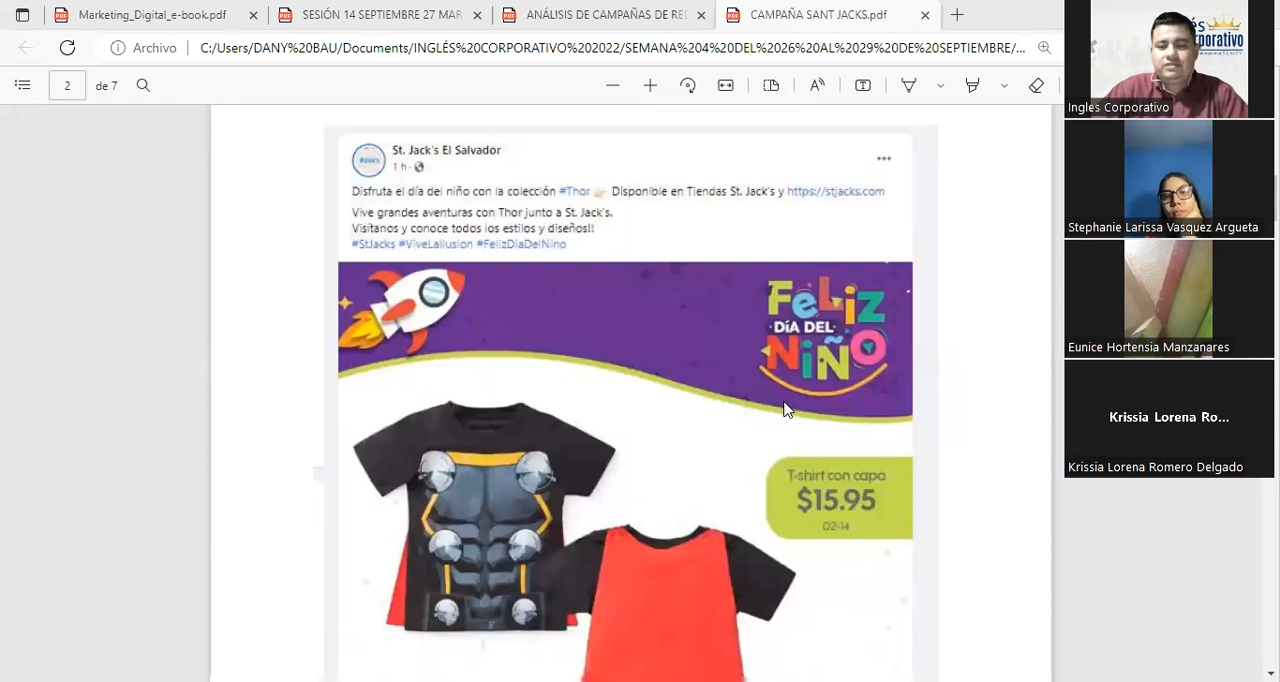 Marketing_Digital_e-book.pdf
SESIÓN 14 SEPTIEMBRE 27 MAR
ANÁLISIS DE CAMPAÑAS DE RED
CAMPAÑA SANT JACKS.pdf
Archivo
C:/Users/DANY%20BAU/Documents/INGLÉS%20CORPORATIVO%202022/SEMANA%204%20DEL%2026%20AL%2029%20DE%20SEPTIEMBRE/...
2
de 7
St. Jack's El Salvador
1 h
Disfruta el día del niño con la colección #Thor 👉🏻 Disponible en Tiendas St. Jack's y https://stjacks.com
Vive grandes aventuras con Thor junto a St. Jack's.
Visítanos y conoce todos los estilos y diseños!!
#StJacks #ViveLaIlusion #FelizDiaDelNino
FeLiz
DÍA DEL
NIÑO
T-shirt con capa
$15.95
02-14
Ingles Corporativo
Stephanie Larissa Vasquez Argueta
Eunice Hortensia Manzanares
Krissia Lorena Ro...
Krissia Lorena Romero Delgado